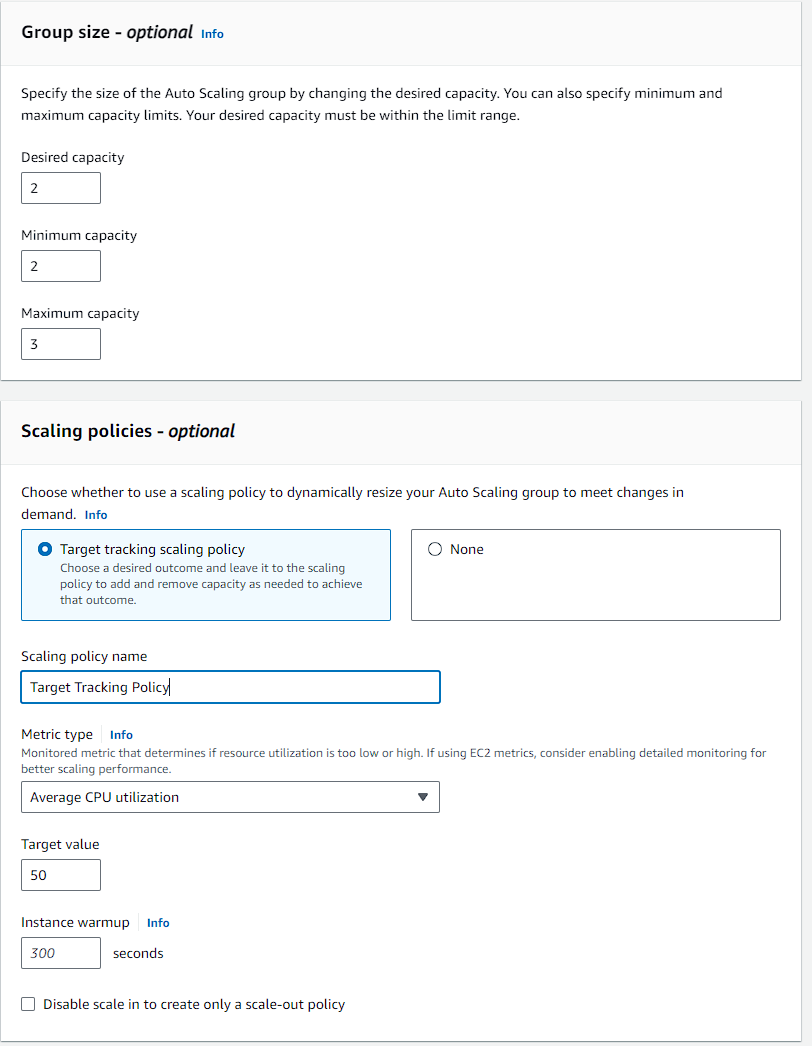 Group size - optional Info
Specify the size of the Auto Scaling group by changing the desired capacity. You can also specify minimum and
maximum capacity limits. Your desired capacity must be within the limit range.
Desired capacity
2
Minimum capacity
2
Maximum capacity
3
Scaling policies - optional
Choose whether to use a scaling policy to dynamically resize your Auto Scaling group to meet changes in
demand. Info
Target tracking scaling policy
Choose a desired outcome and leave it to the scaling
policy to add and remove capacity as needed to achieve
that outcome.
None
Scaling policy name
Target Tracking Policy
Metric type Info
Monitored metric that determines if resource utilization is too low or high. If using EC2 metrics, consider enabling detailed monitoring for
better scaling performance.
Average CPU utilization
Target value
50
Instance warmup Info
300 seconds
Disable scale in to create only a scale-out policy